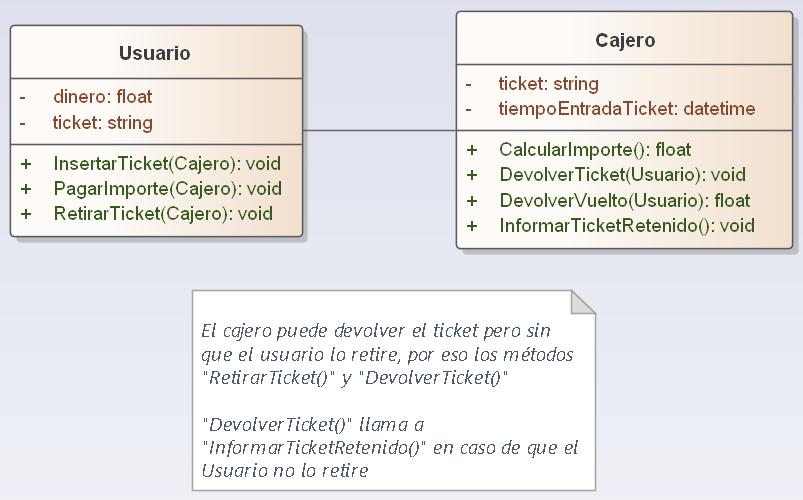 Usuario
- dinero: float
- ticket: string
+ InsertarTicket(Cajero): void
+ PagarImporte(Cajero): void
+ RetirarTicket(Cajero): void
Cajero
- ticket: string
- tiempoEntradaTicket: datetime
+ CalcularImporte(): float
+ DevolverTicket(Usuario): void
+ DevolverVuelto(Usuario): float
+ InformarTicketRetenido(): void
El cajero puede devolver el ticket pero sin
que el usuario lo retire, por eso los métodos
"RetirarTicket()" y "DevolverTicket()"
"DevolverTicket()" llama a
"InformarTicketRetenido()" en caso de que el
Usuario no lo retire